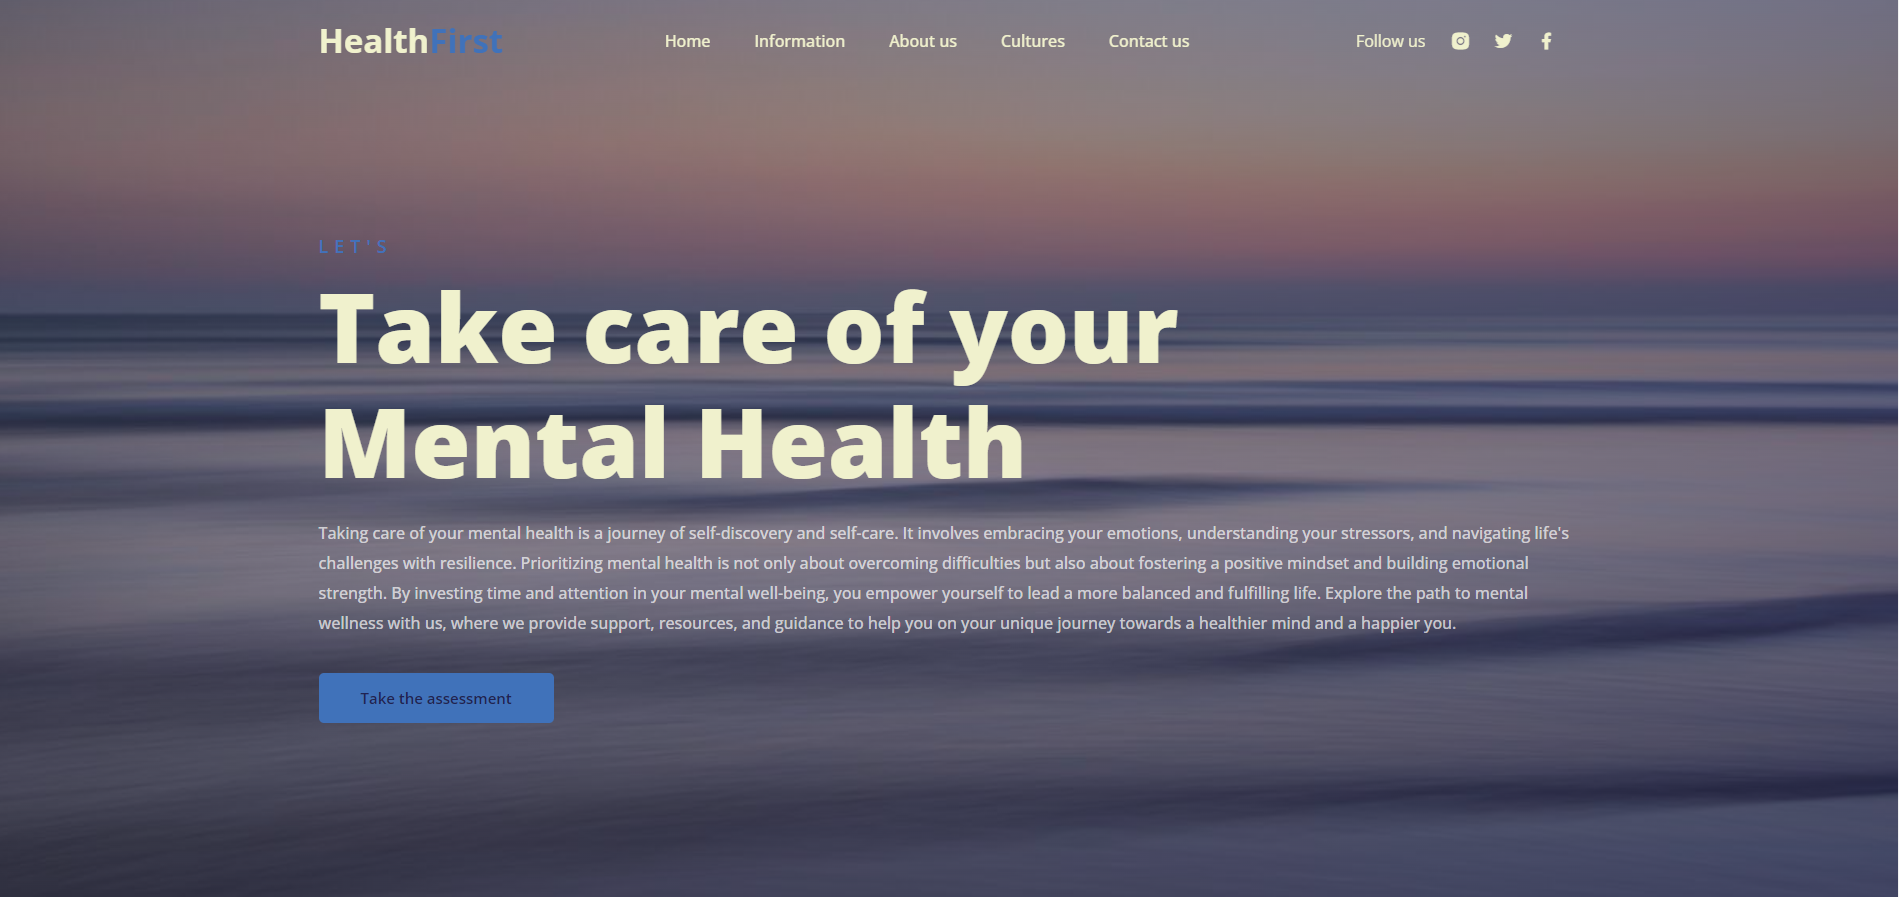 HealthFirst
Home Information About us Cultures Contact us
Follow us
LET'S
Take care of your
Mental Health
Taking care of your mental health is a journey of self-discovery and self-care. It involves embracing your emotions, understanding your stressors, and navigating life's
challenges with resilience. Prioritizing mental health is not only about overcoming difficulties but also about fostering a positive mindset and building emotional
strength. By investing time and attention in your mental well-being, you empower yourself to lead a more balanced and fulfilling life. Explore the path to mental
wellness with us, where we provide support, resources, and guidance to help you on your unique journey towards a healthier mind and a happier you.
Take the assessment